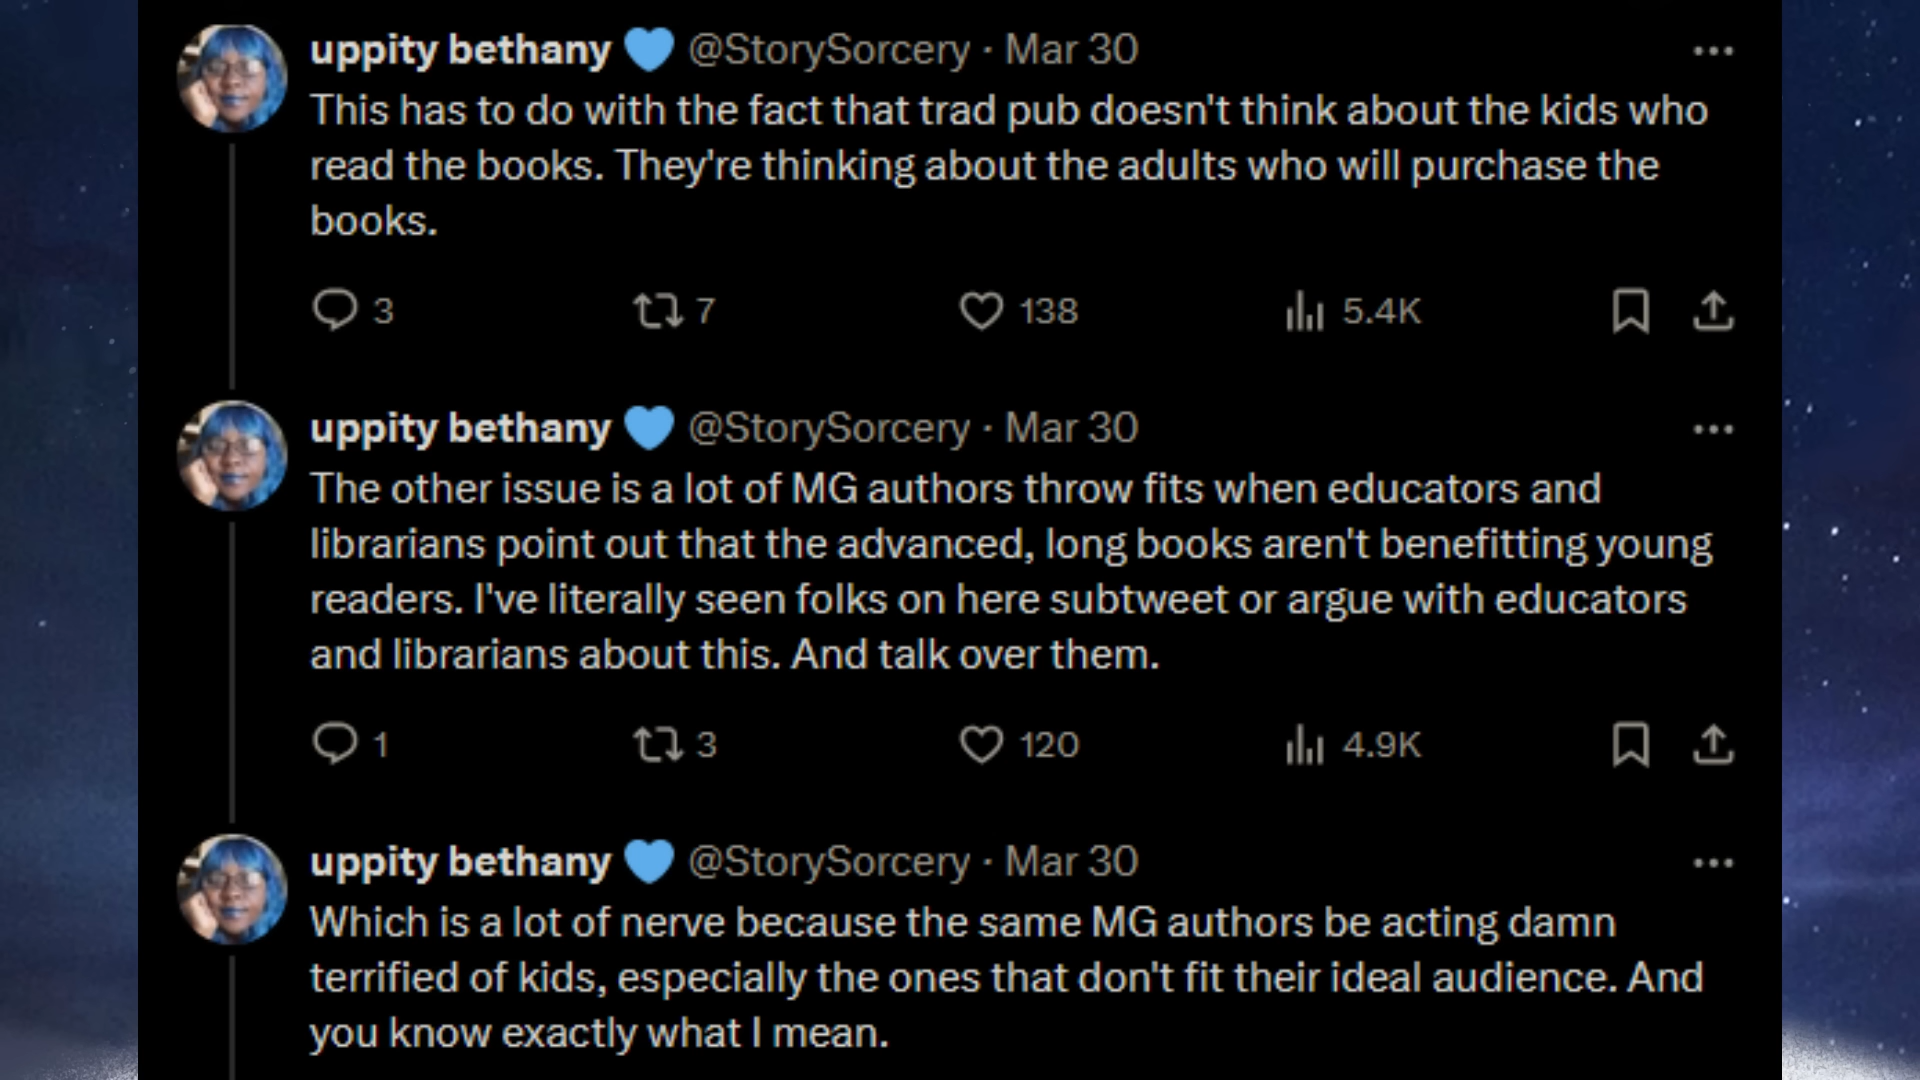 uppity bethany 💙 @StorySorcery · Mar 30
This has to do with the fact that trad pub doesn't think about the kids who
read the books. They're thinking about the adults who will purchase the
books.
3 7 138 5.4K
uppity bethany 💙 @StorySorcery · Mar 30
The other issue is a lot of MG authors throw fits when educators and
librarians point out that the advanced, long books aren't benefitting young
readers. I've literally seen folks on here subtweet or argue with educators
and librarians about this. And talk over them.
1 3 120 4.9K
uppity bethany 💙 @StorySorcery · Mar 30
Which is a lot of nerve because the same MG authors be acting damn
terrified of kids, especially the ones that don't fit their ideal audience. And
you know exactly what I mean.